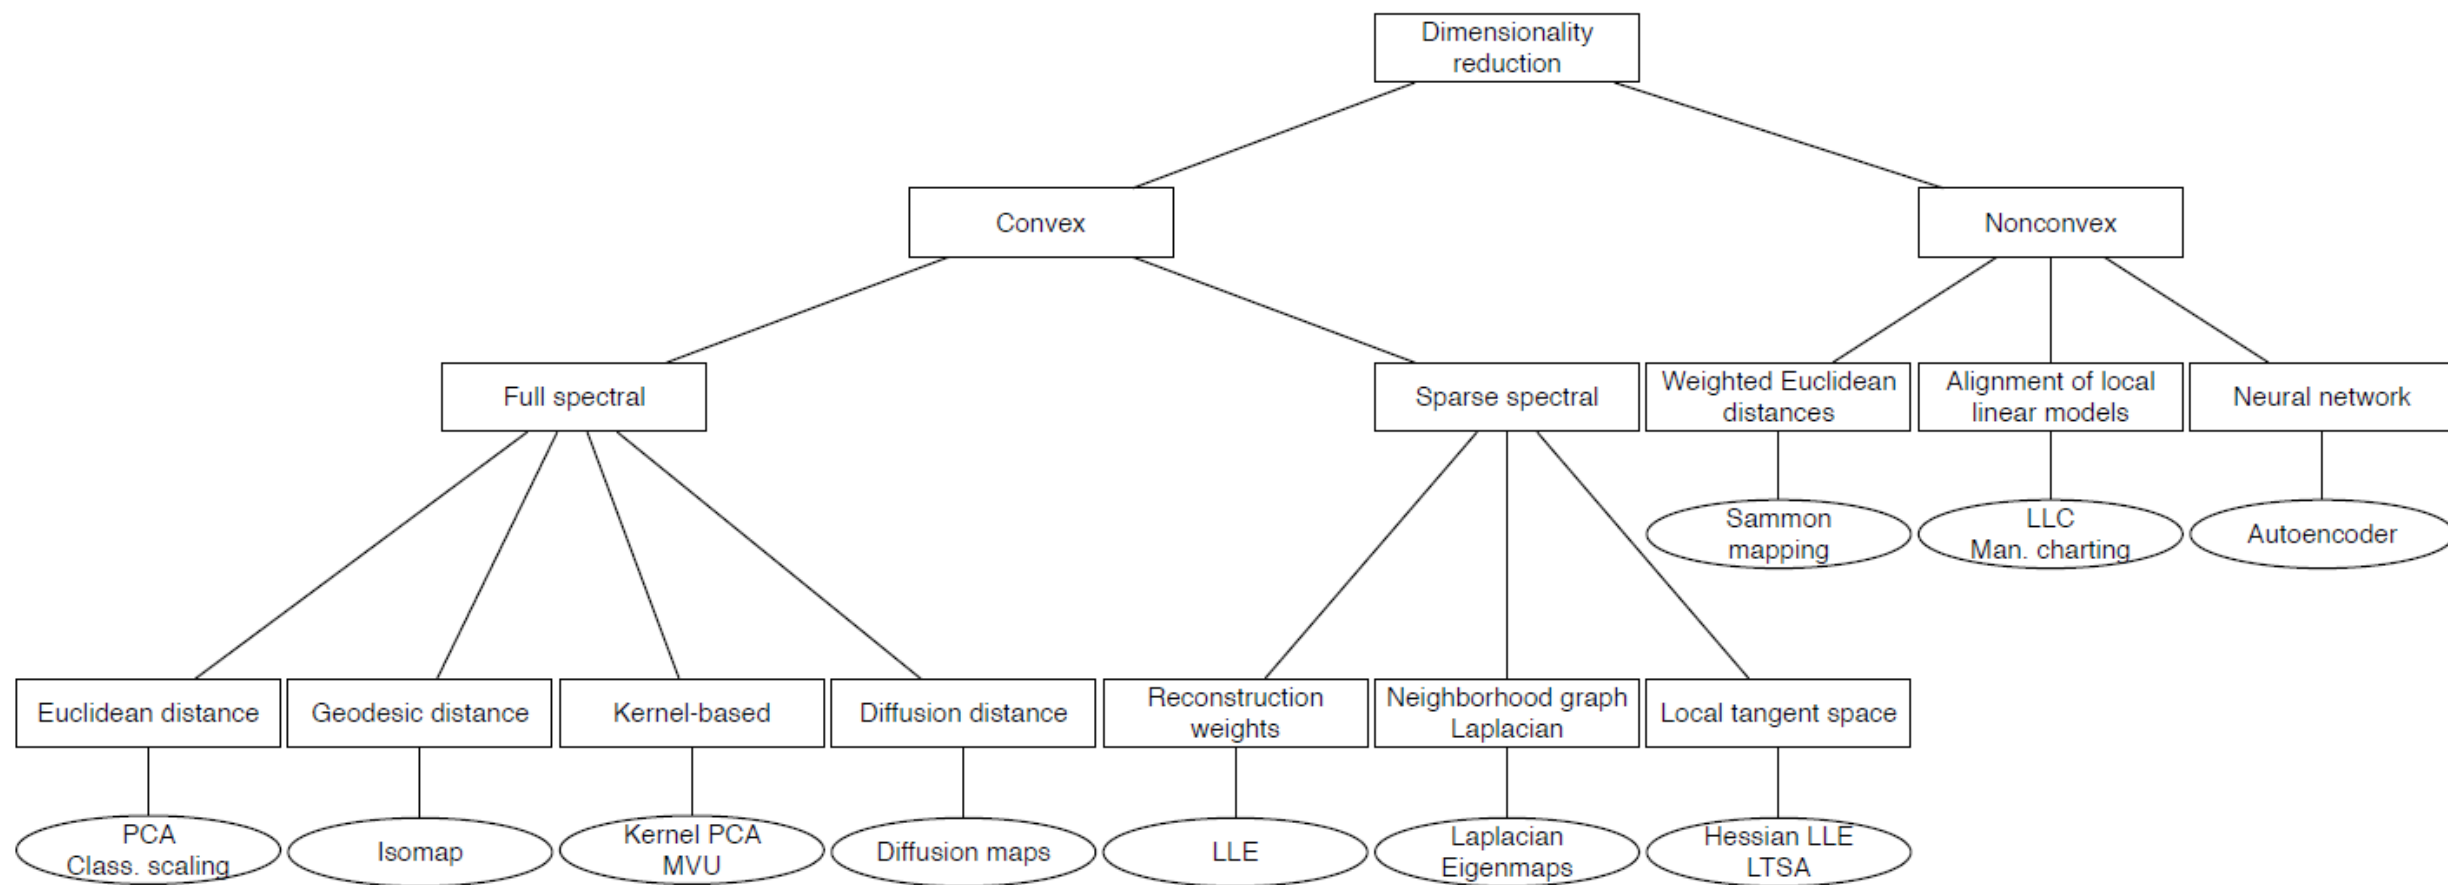 Dimensionality
reduction
Convex
Nonconvex
Full spectral
Sparse spectral
Weighted Euclidean
distances
Alignment of local
linear models
Neural network
Sammon
mapping
LLC
Man. charting
Autoencoder
Euclidean distance
Geodesic distance
Kernel-based
Diffusion distance
Reconstruction
weights
Neighborhood graph
Laplacian
Local tangent space
PCA
Class. scaling
Isomap
Kernel PCA
MVU
Diffusion maps
LLE
Laplacian
Eigenmaps
Hessian LLE
LTSA